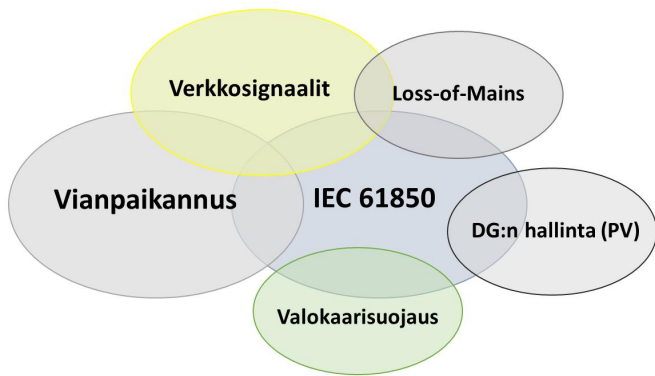 Verkkosignaalit
Loss-of-Mains
Vianpaikannus
IEC 61850
DG:n hallinta (PV)
Valokaarisuojaus